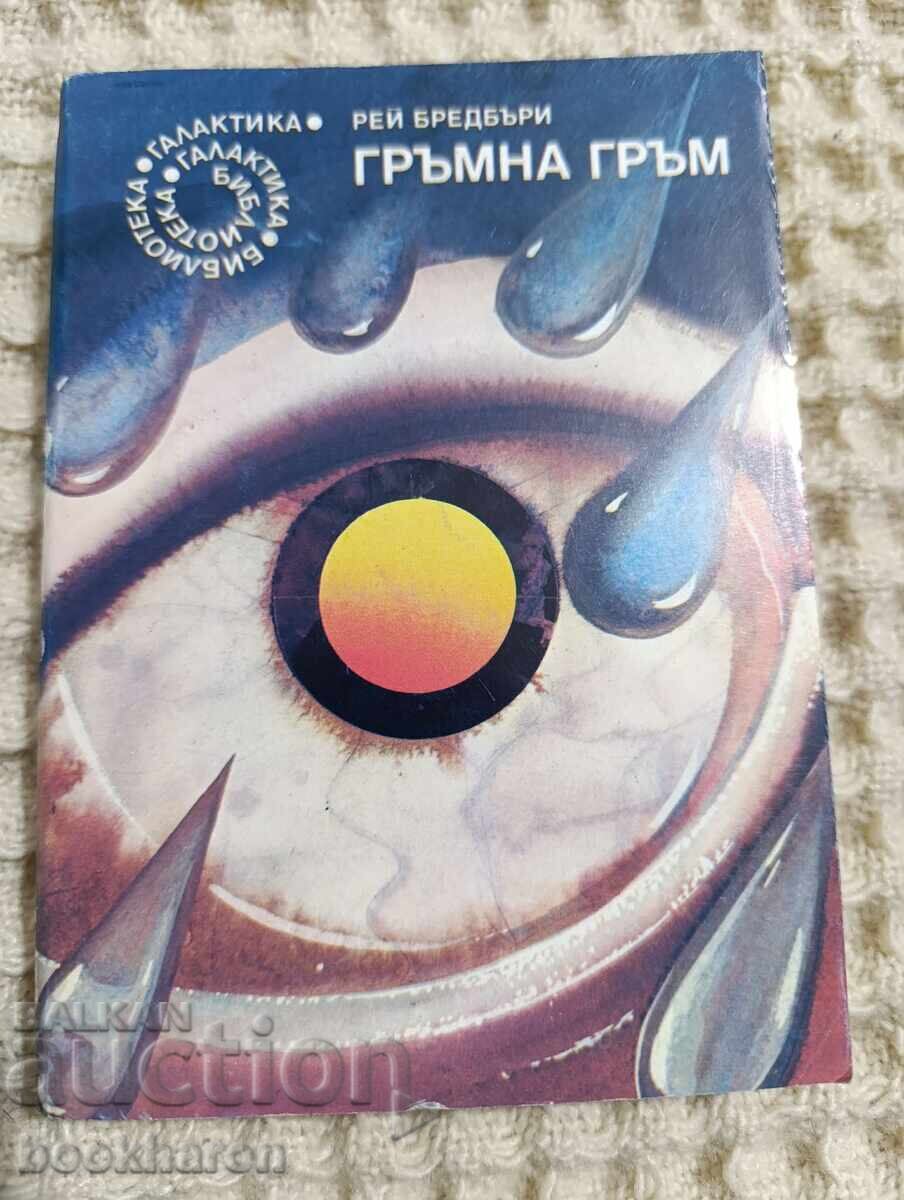 БИБЛИОТЕКА • ГАЛАКТИКА •
БИБЛИОТЕКА • ГАЛАКТИКА •
РЕЙ БРЕДБЪРИ
ГРЪМНА ГРЪМ
BALKAN
auction
bookharon